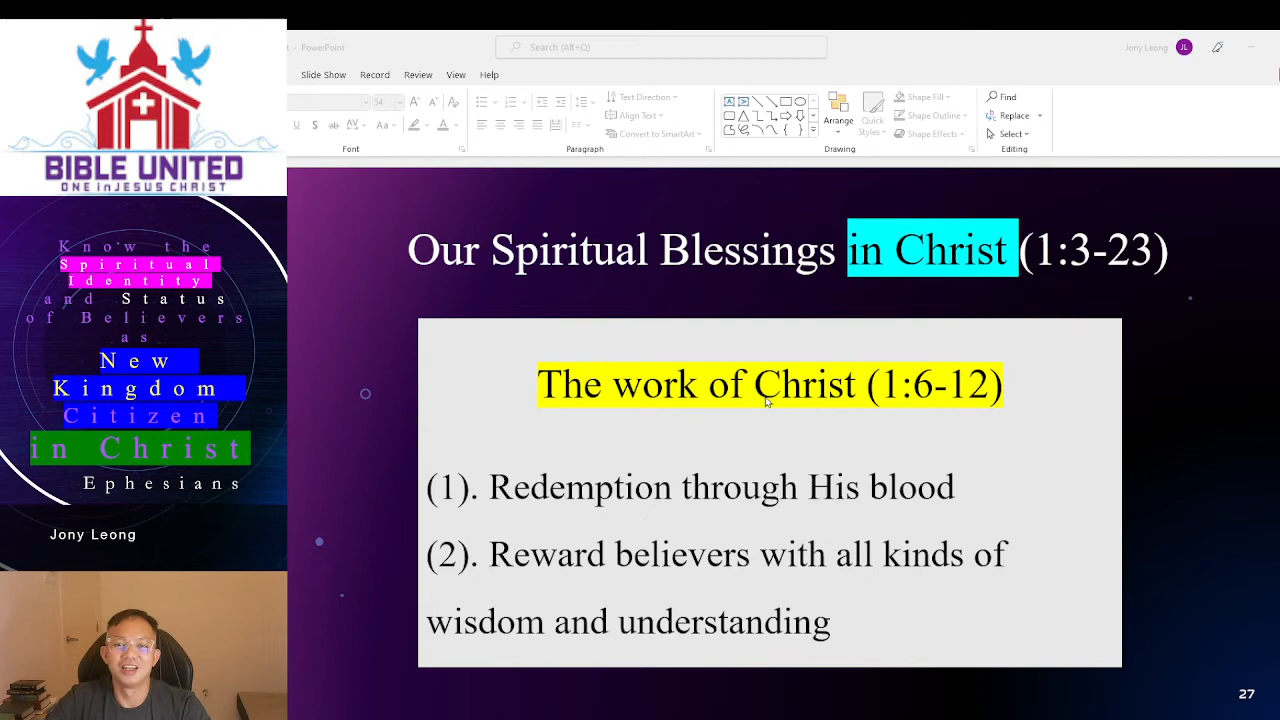 BIBLE UNITED
ONE inJESUS CHRIST
Know the
Spiritual
Identity
and Status
of Believers
as
New
Kingdom
Citizen
in Christ
Ephesians
Jony Leong
PowerPoint
Search (Alt+Q)
Jony Leong
JL
Slide Show Record Review View Help
54
Text Direction
Align Text
Convert to SmartArt
Arrange
Quick
Styles
Shape Fill
Shape Outline
Shape Effects
Find
Replace
Select
Font
Paragraph
Drawing
Editing
Our Spiritual Blessings in Christ (1:3-23)
The work of Christ (1:6-12)
(1). Redemption through His blood
(2). Reward believers with all kinds of
wisdom and understanding
27